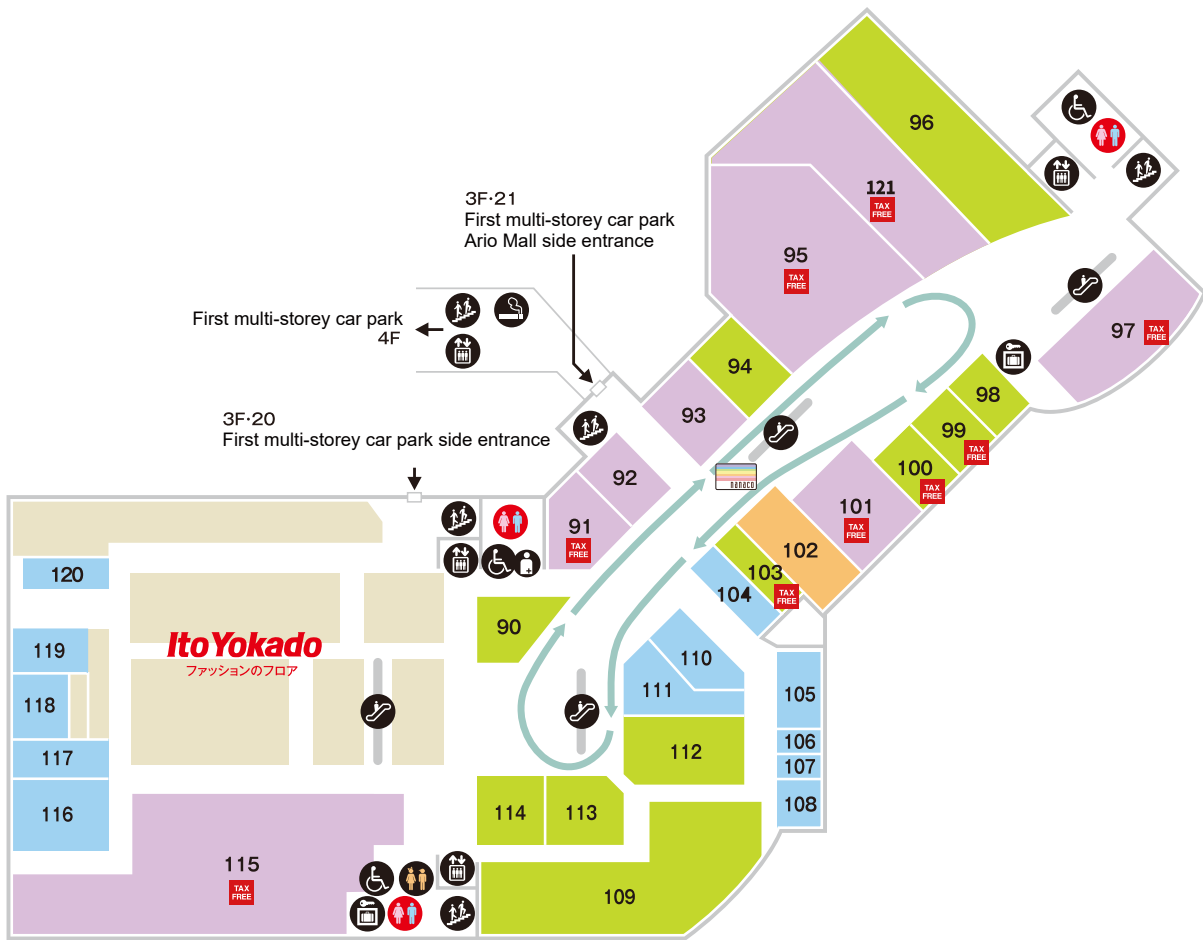 96
121
TAX
FREE
95
TAX
FREE
3F·21
First multi-storey car park
Ario Mall side entrance
First multi-storey car park
4F
97
TAX
FREE
94
98
93
99
TAX
FREE
3F·20
First multi-storey car park side entrance
92
100
TAX
FREE
nanaco
91
TAX
FREE
101
TAX
FREE
102
103
TAX
FREE
104
120
90
119
ItoYokado
ファッションのフロア
110
111
105
118
106
117
112
107
108
116
114
113
115
TAX
FREE
109